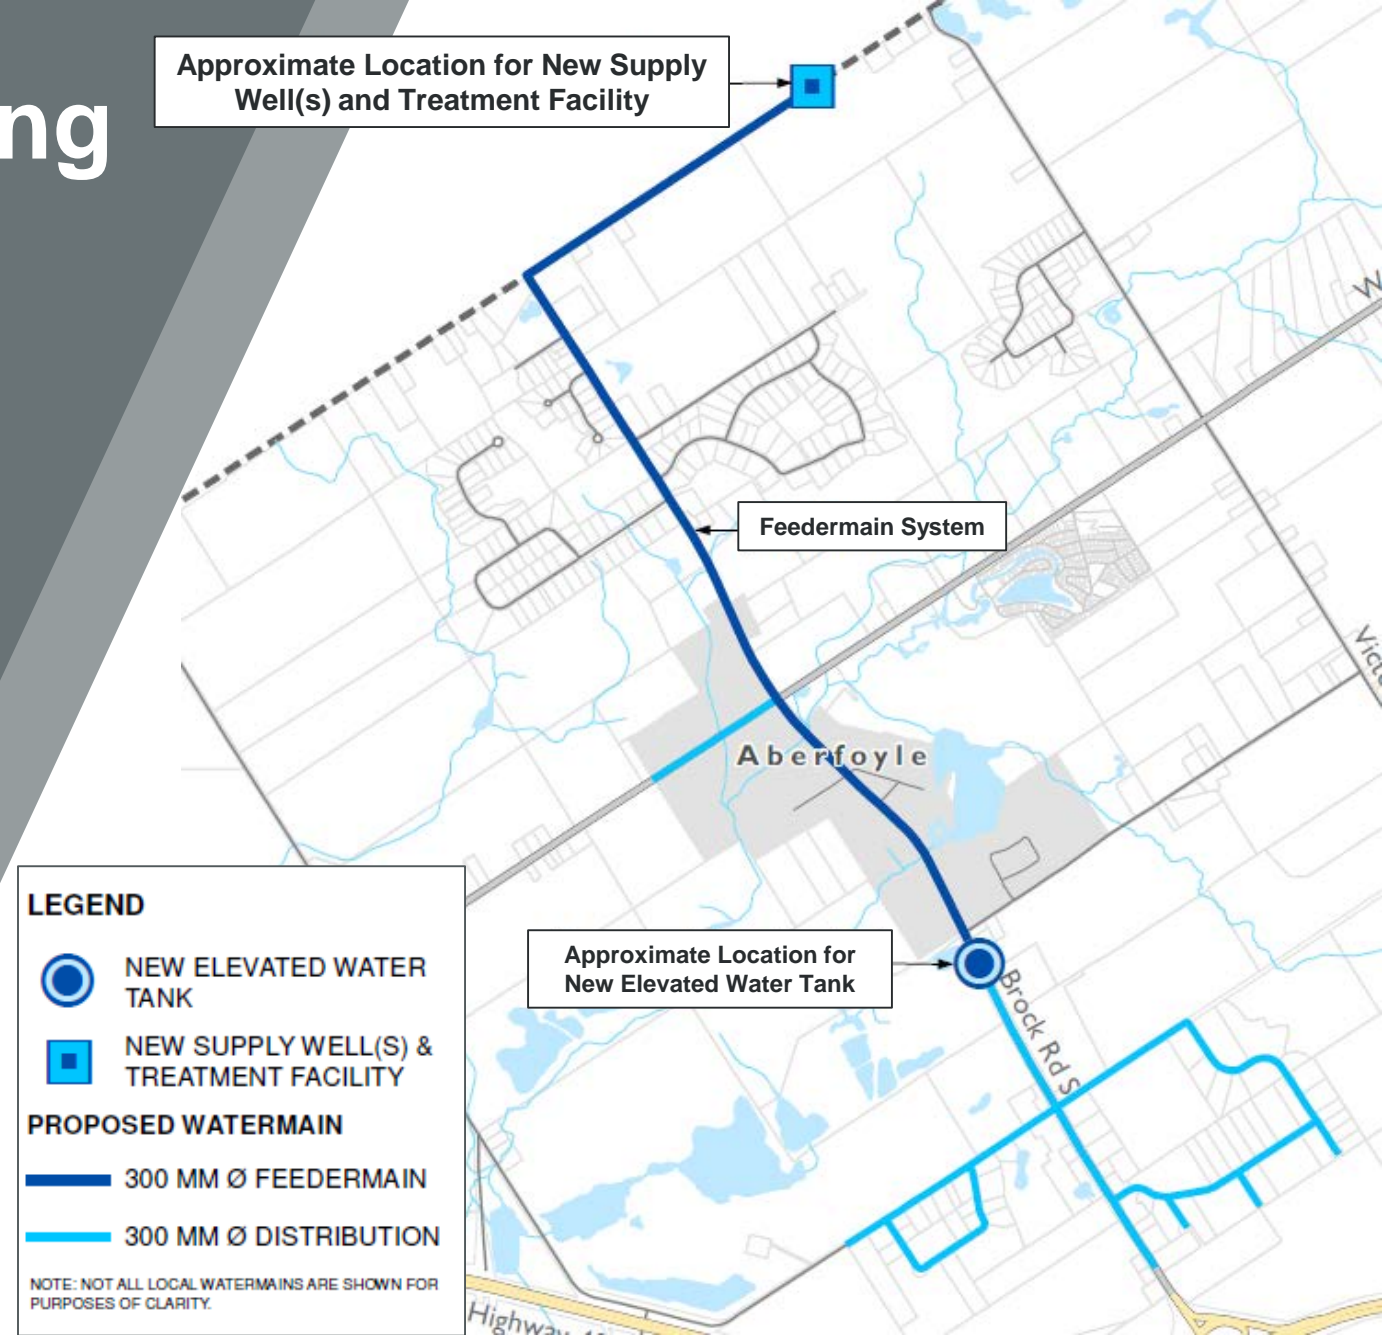 ng
Approximate Location for New Supply
Well(s) and Treatment Facility
Feedermain System
Aberfoyle
Approximate Location for
New Elevated Water Tank
Brock Rd S
LEGEND
NEW ELEVATED WATER
TANK
NEW SUPPLY WELL(S) &
TREATMENT FACILITY
PROPOSED WATERMAIN
300 MM Ø FEEDERMAIN
300 MM Ø DISTRIBUTION
NOTE: NOT ALL LOCAL WATERMAINS ARE SHOWN FOR
PURPOSES OF CLARITY.
Highway